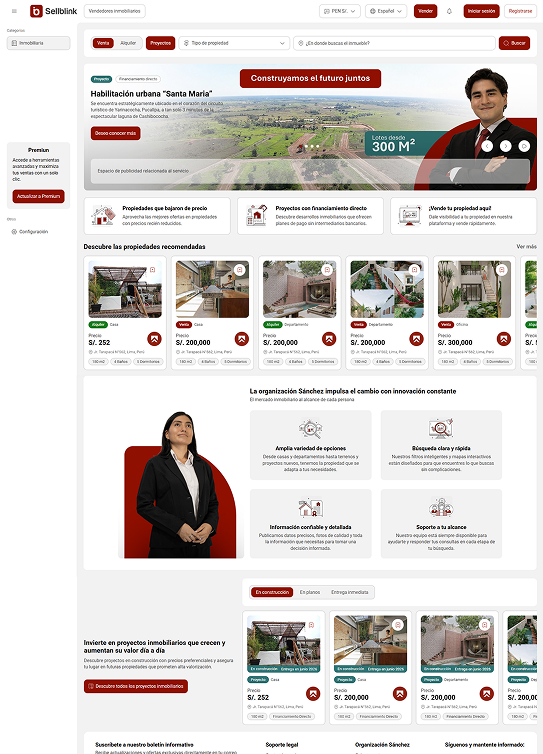 Sellblink
Vendedores inmobiliarios
PEN S/.
Español
Vender
Iniciar sesión
Registrarse
Categorías
Inmobiliaria
Venta
Alquiler
Proyectos
Tipo de propiedad
¿En donde buscas el inmueble?
Buscar
Construyamos el futuro juntos
Proyecto
Financiamiento directo
Habilitación urbana "Santa María"
Se encuentra estratégicamente ubicada en el corazón del circuito
turístico de Yarinacocha, Pucallpa, a tan solo 3 minutos de la
espectacular laguna de Cashibococha.
Deseo conocer más
Lotes desde
300 M²
Espacio de publicidad relacionada al servicio
Premiun
Accede a herramientas
avanzadas y maximiza
tus ventas con un solo
clic.
Actualizar a Premium
Otros
Configuración
Propiedades que bajaron de precio
Aprovecha las mejores ofertas en propiedades
con precios recién reducidos.
Proyectos con financiamiento directo
Descubre desarrollos inmobiliarios que ofrecen
planes de pago sin intermediarios bancarios.
¡Vende tu propiedad aquí!
Dale visibilidad a tu propiedad en nuestra
plataforma y vende rápidamente.
Descubre las propiedades recomendadas
Ver más
Alquiler Casa
Precio
S/. 252
Jr. Tarapacá N°562, Lima, Perú
180 m2 4 Baños 5 Dormitorios
Venta Casa
Precio
S/. 200,000
Jr. Tarapacá N°562, Lima, Perú
180 m2 4 Baños 5 Dormitorios
Alquiler Departamento
Precio
S/. 200,000
Jr. Tarapacá N°562, Lima, Perú
180 m2 4 Baños 5 Dormitorios
Venta Departamento
Precio
S/. 200,000
Jr. Tarapacá N°562, Lima, Perú
180 m2 4 Baños 5 Dormitorios
Venta Oficina
Precio
S/. 300,000
Jr. Tarapacá N°562, Lima, Perú
180 m2 4 Baños 5 Dormitorios
Precio
S/.
La organización Sánchez impulsa el cambio con innovación constante
El mercado inmobiliario al alcance de cada persona
Amplia variedad de opciones
Desde casas y departamentos hasta terrenos y
proyectos nuevos, tenemos la propiedad que se
adapta a tus necesidades.
Búsqueda clara y rápida
Nuestros filtros inteligentes y mapas interactivos
están diseñados para que encuentres lo que buscas
sin complicaciones.
Información confiable y detallada
Publicamos datos precisos, fotos de calidad y toda
la información que necesitas para tomar una
decisión informada.
Soporte a tu alcance
Nuestro equipo está siempre disponible para
ayudarte y responder tus consultas en cada etapa de
tu búsqueda.
En construcción
En planos
Entrega inmediata
Invierte en proyectos inmobiliarios que crecen y
aumentan su valor día a día
Descubre proyectos en construcción con precios preferenciales y asegura
tu lugar en futuras propiedades que prometen alta valorización.
Descubre todos los proyectos inmobiliarios
En construcción Entrega en junio 2026
Proyecto Casa
Precio
S/. 252
Jr. Tarapacá N°562, Lima, Perú
180 m2 Financiamiento Directo
En construcción Entrega en junio 2026
Proyecto Casa
Precio
S/. 200,000
Jr. Tarapacá N°562, Lima, Perú
180 m2 Financiamiento Directo
En construcción Entrega en junio 2026
Proyecto Departamento
Precio
S/. 200,000
Jr. Tarapacá N°562, Lima, Perú
180 m2 Financiamiento Directo
En construcción
Proyecto
Precio
S/. 200,
Suscríbete a nuestro boletín informativo
Recibe actualizaciones y ofertas exclusivas directamente en tu correo
Soporte legal
Organización Sánchez
Síguenos y mantente informado: